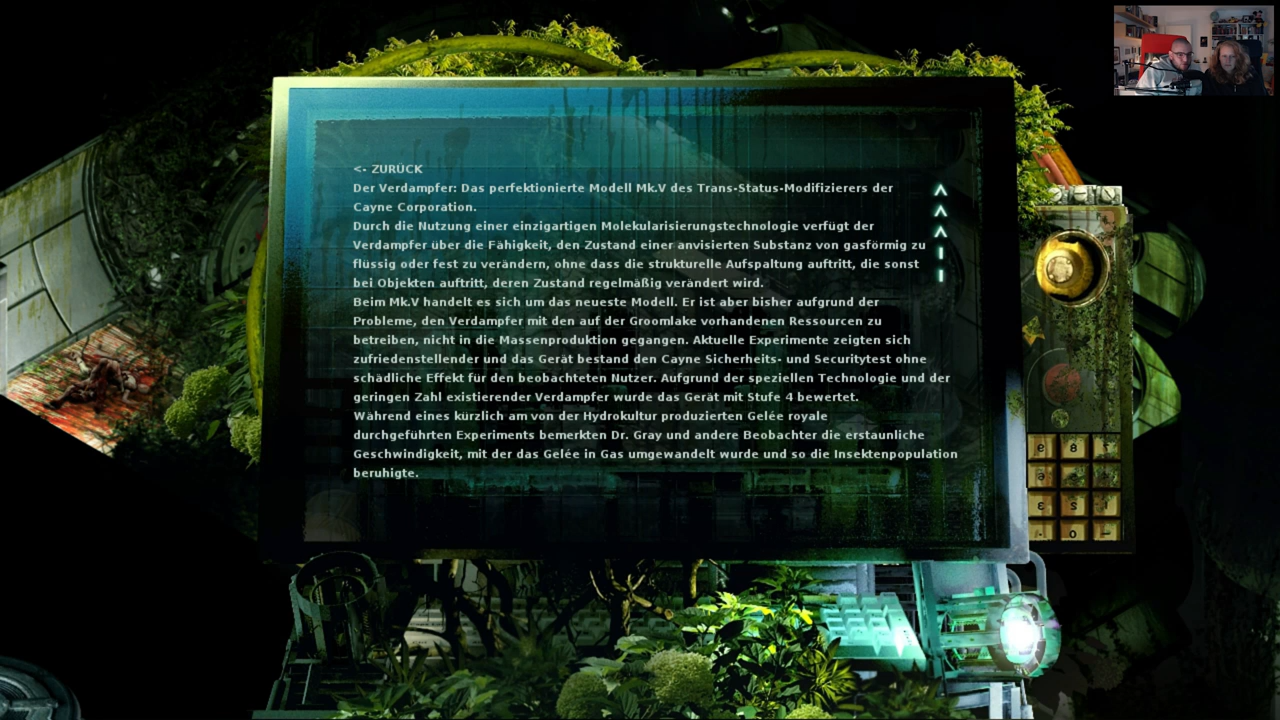 <- ZURÜCK
Der Verdampfer: Das perfektionierte Modell Mk.V des Trans-Status-Modifizierers der
Cayne Corporation.
Durch die Nutzung einer einzigartigen Molekularisierungstechnologie verfügt der
Verdampfer über die Fähigkeit, den Zustand einer anvisierten Substanz von gasförmig zu
flüssig oder fest zu verändern, ohne dass die strukturelle Aufspaltung auftritt, die sonst
bei Objekten auftritt, deren Zustand regelmäßig verändert wird.
Beim Mk.V handelt es sich um das neueste Modell. Er ist aber bisher aufgrund der
Probleme, den Verdampfer mit den auf der Groomlake vorhandenen Ressourcen zu
betreiben, nicht in die Massenproduktion gegangen. Aktuelle Experimente zeigten sich
zufriedenstellender und das Gerät bestand den Cayne Sicherheits- und Securitytest ohne
schädliche Effekt für den beobachteten Nutzer. Aufgrund der speziellen Technologie und der
geringen Zahl existierender Verdampfer wurde das Gerät mit Stufe 4 bewertet.
Während eines kürzlich am von der Hydrokultur produzierten Gelée royale
durchgeführten Experiments bemerkten Dr. Gray und andere Beobachter die erstaunliche
Geschwindigkeit, mit der das Gelée in Gas umgewandelt wurde und so die Insektenpopulation
beruhigte.